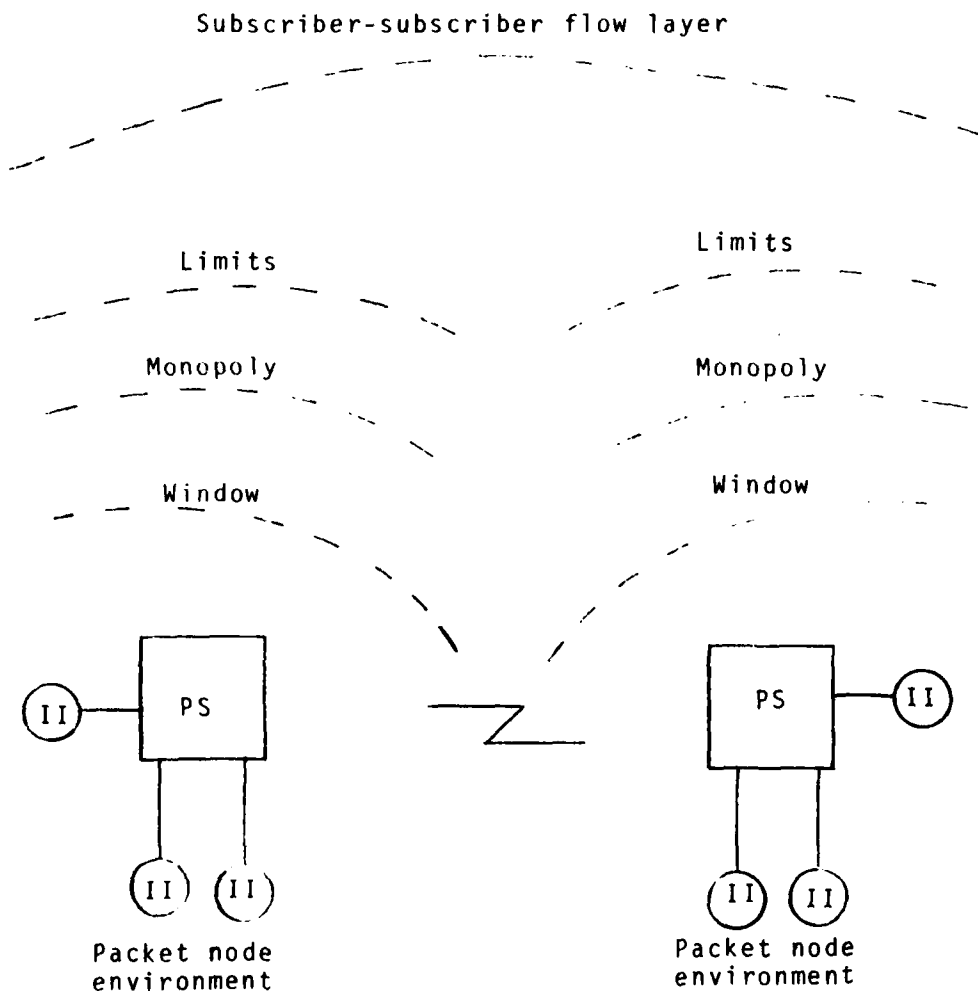 Subscriber-subscriber flow layer
Limits
Limits
Monopoly
Monopoly
Window
Window
PS
II
PS
II
II
II
II
II
Packet node
environment
Packet node
environment